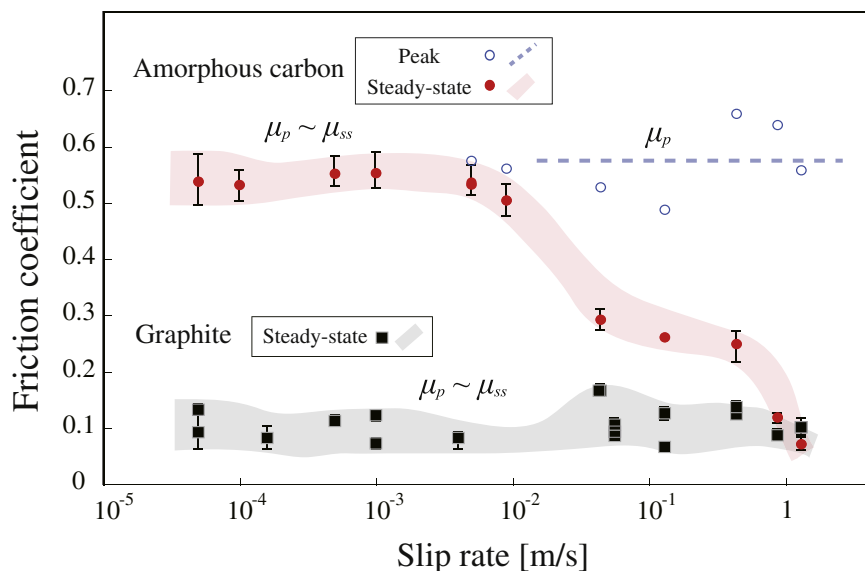 Amorphous carbon
Peak
Steady-state
μp ~ μss
μp
Graphite
Steady-state
μp ~ μss
Friction coefficient
0.7
0.6
0.5
0.4
0.3
0.2
0.1
0
10-5
10-4
10-3
10-2
10-1
1
Slip rate [m/s]